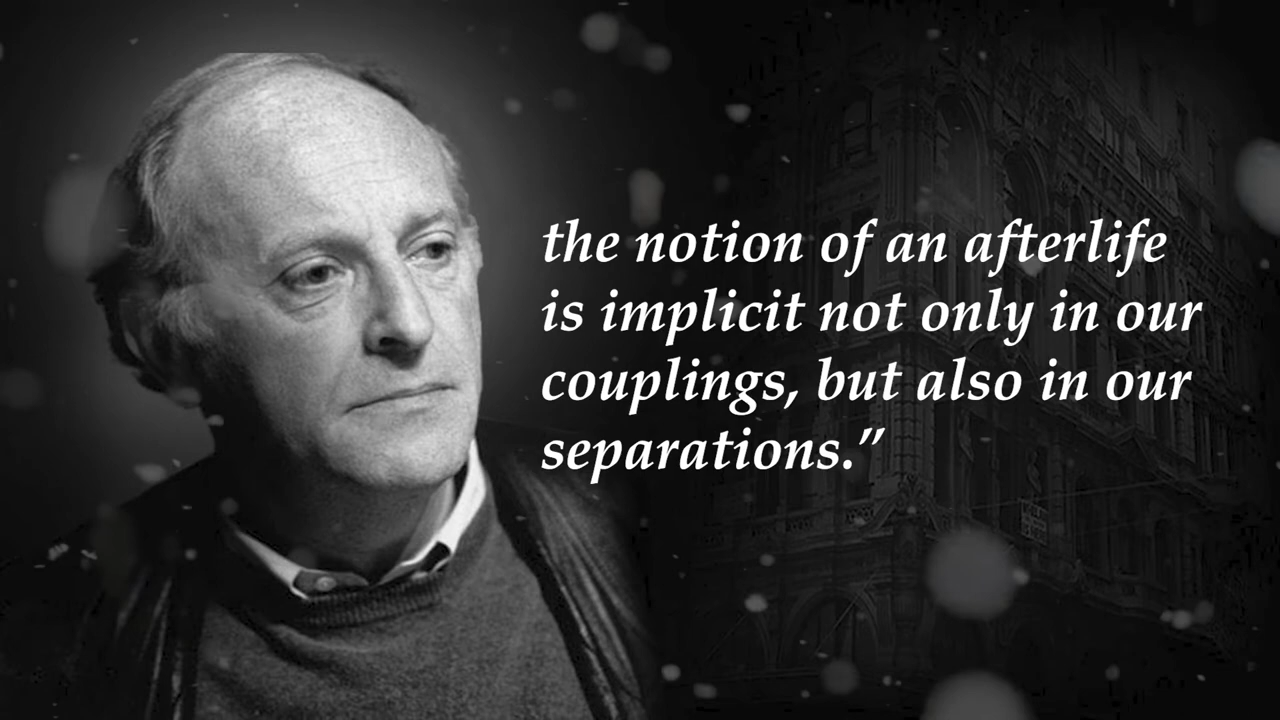 the notion of an afterlife
is implicit not only in our
couplings, but also in our
separations.”